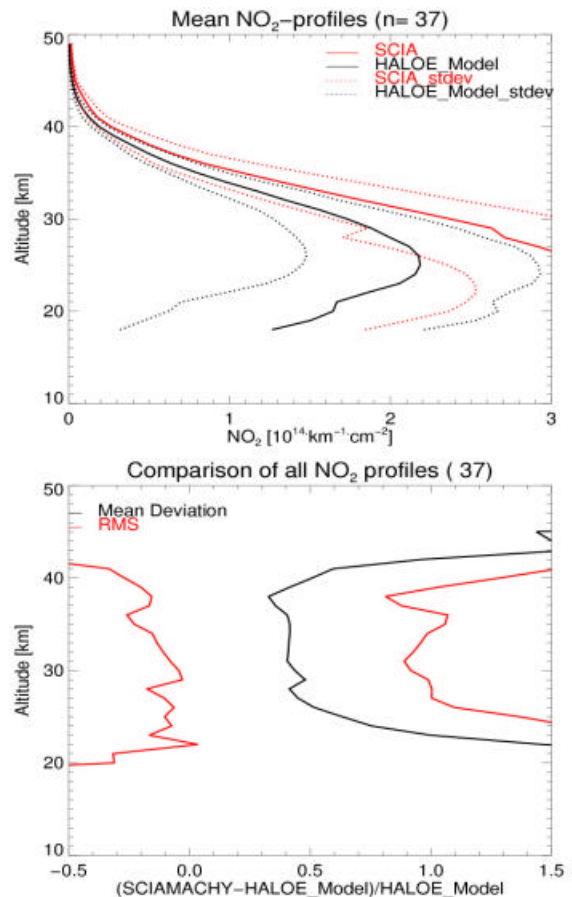 Mean NO₂-profiles (n= 37)
50
SCIA
HALOE_Model
SCIA_stdev
HALOE_Model_stdev
40
30
20
10
Altitude [km]
0
1
2
3
NO₂ [10¹⁴·km⁻¹·cm⁻²]
Comparison of all NO₂ profiles ( 37)
50
Mean Deviation
RMS
40
30
20
10
Altitude [km]
-0.5
0.0
0.5
1.0
1.5
(SCIAMACHY-HALOE_Model)/HALOE_Model